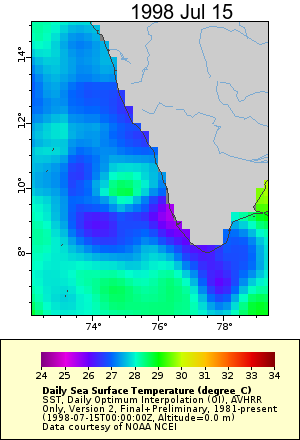 1998 Jul 15
14°
12°
10°
8°
74° 76° 78°
24 25 26 27 28 29 30 31 32 33 34
Daily Sea Surface Temperature (degree_C)
SST, Daily Optimum Interpolation (OI), AVHRR
Only, Version 2, Final+Preliminary, 1981-present
(1998-07-15T00:00:00Z, Altitude=0.0 m)
Data courtesy of NOAA NCEI